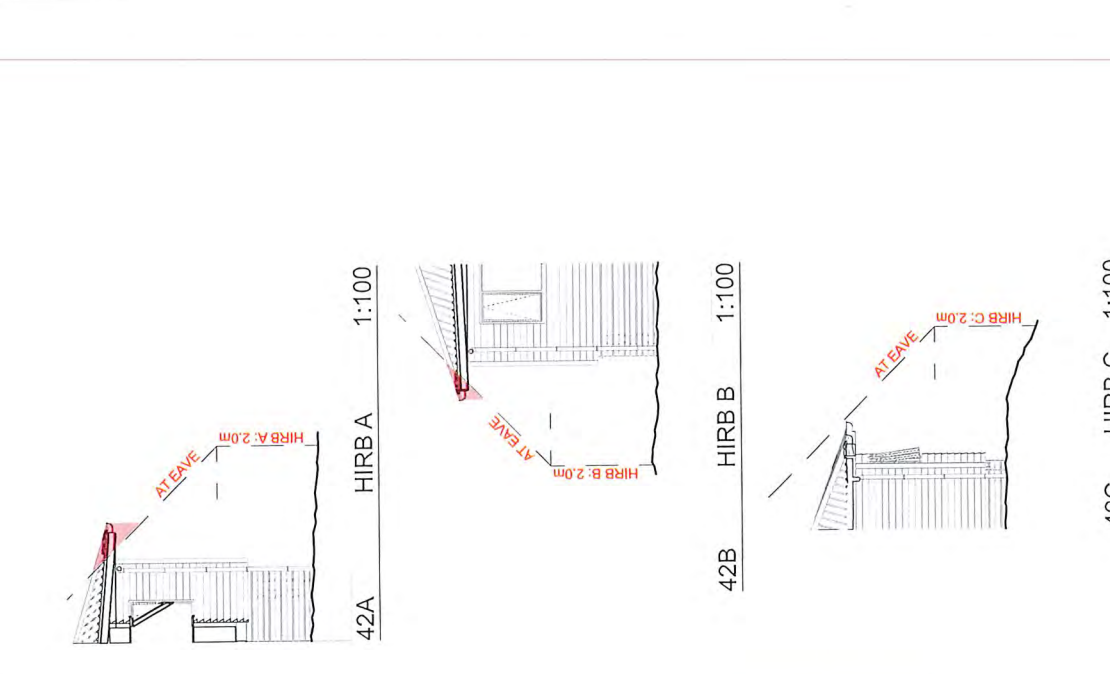 HIRB A: 2.0m
AT EAVE
42A HIRB A 1:100
HIRB B: 2.0m
AT EAVE
42B HIRB B 1:100
HIRB C: 2.0m
AT EAVE